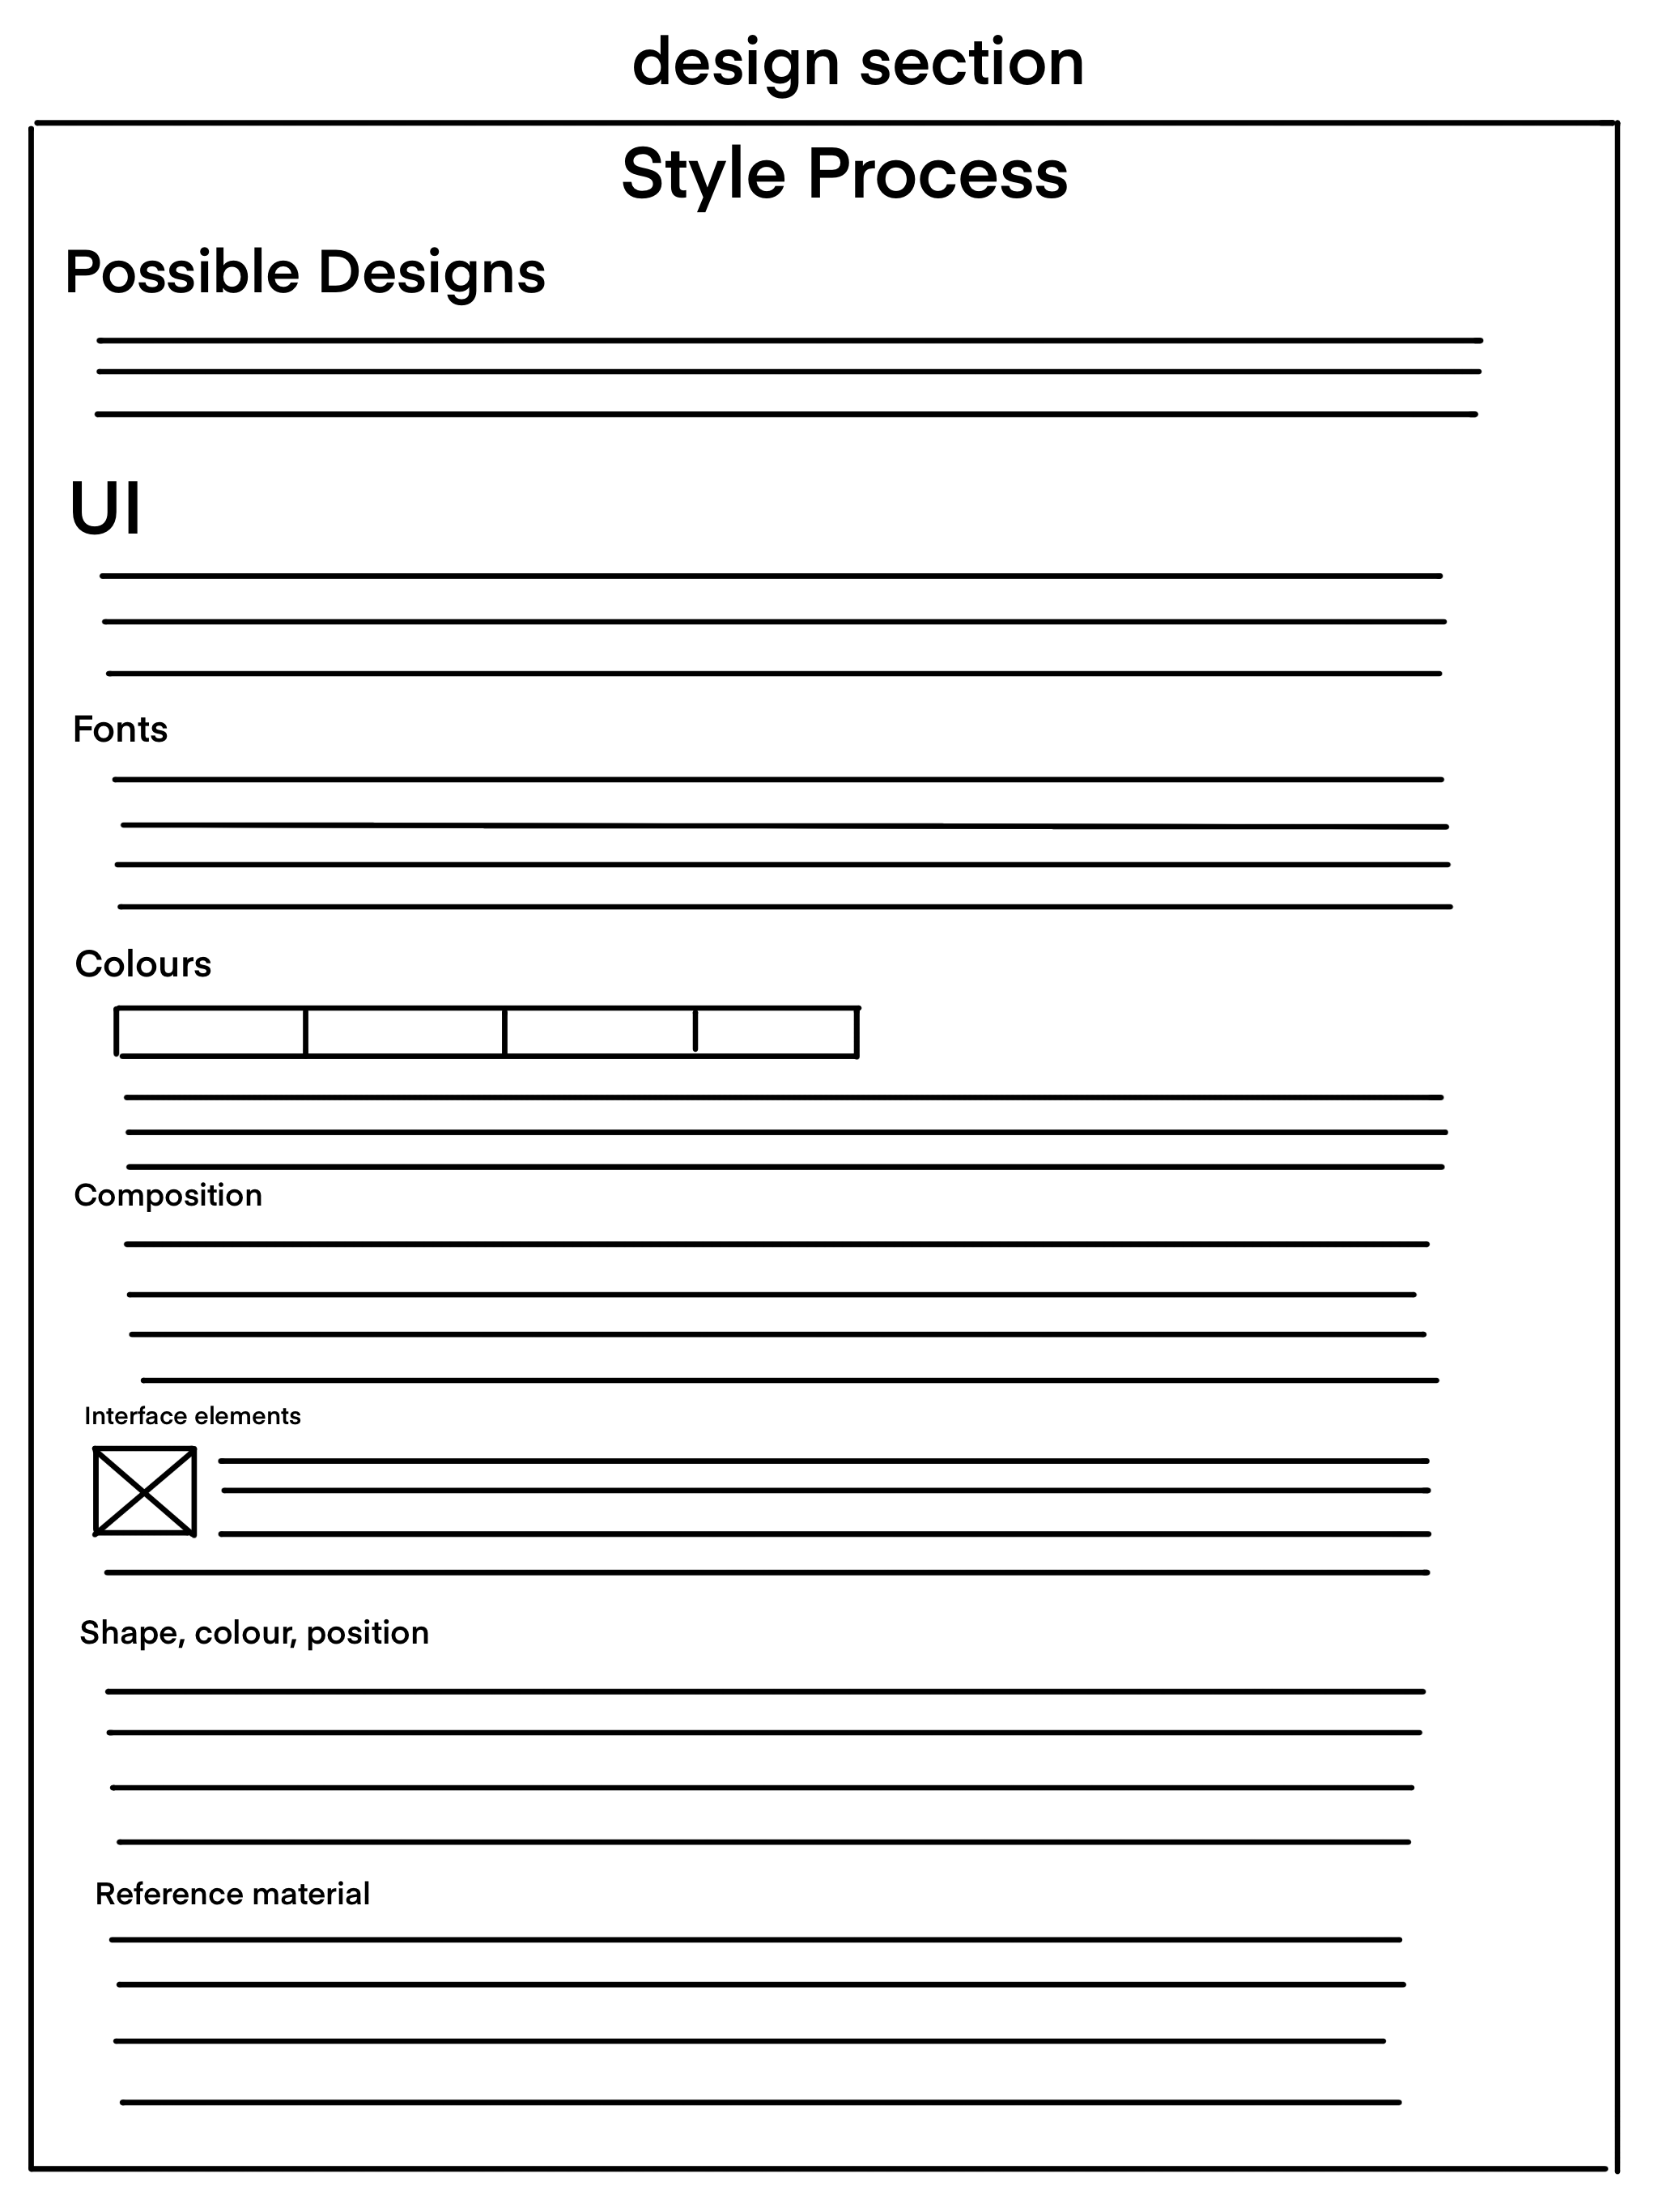 design section
Style Process
Possible Designs
UI
Fonts
Colours
Composition
Interface elements
Shape, colour, position
Reference material